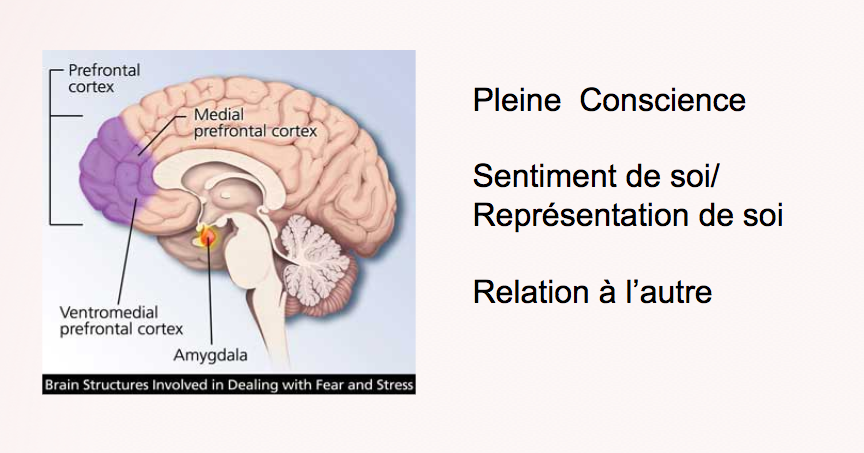 Prefrontal
cortex
Medial
prefrontal cortex
Ventromedial
prefrontal cortex
Amygdala
Brain Structures Involved in Dealing with Fear and Stress
Pleine  Conscience
Sentiment de soi/
Représentation de soi
Relation à l’autre